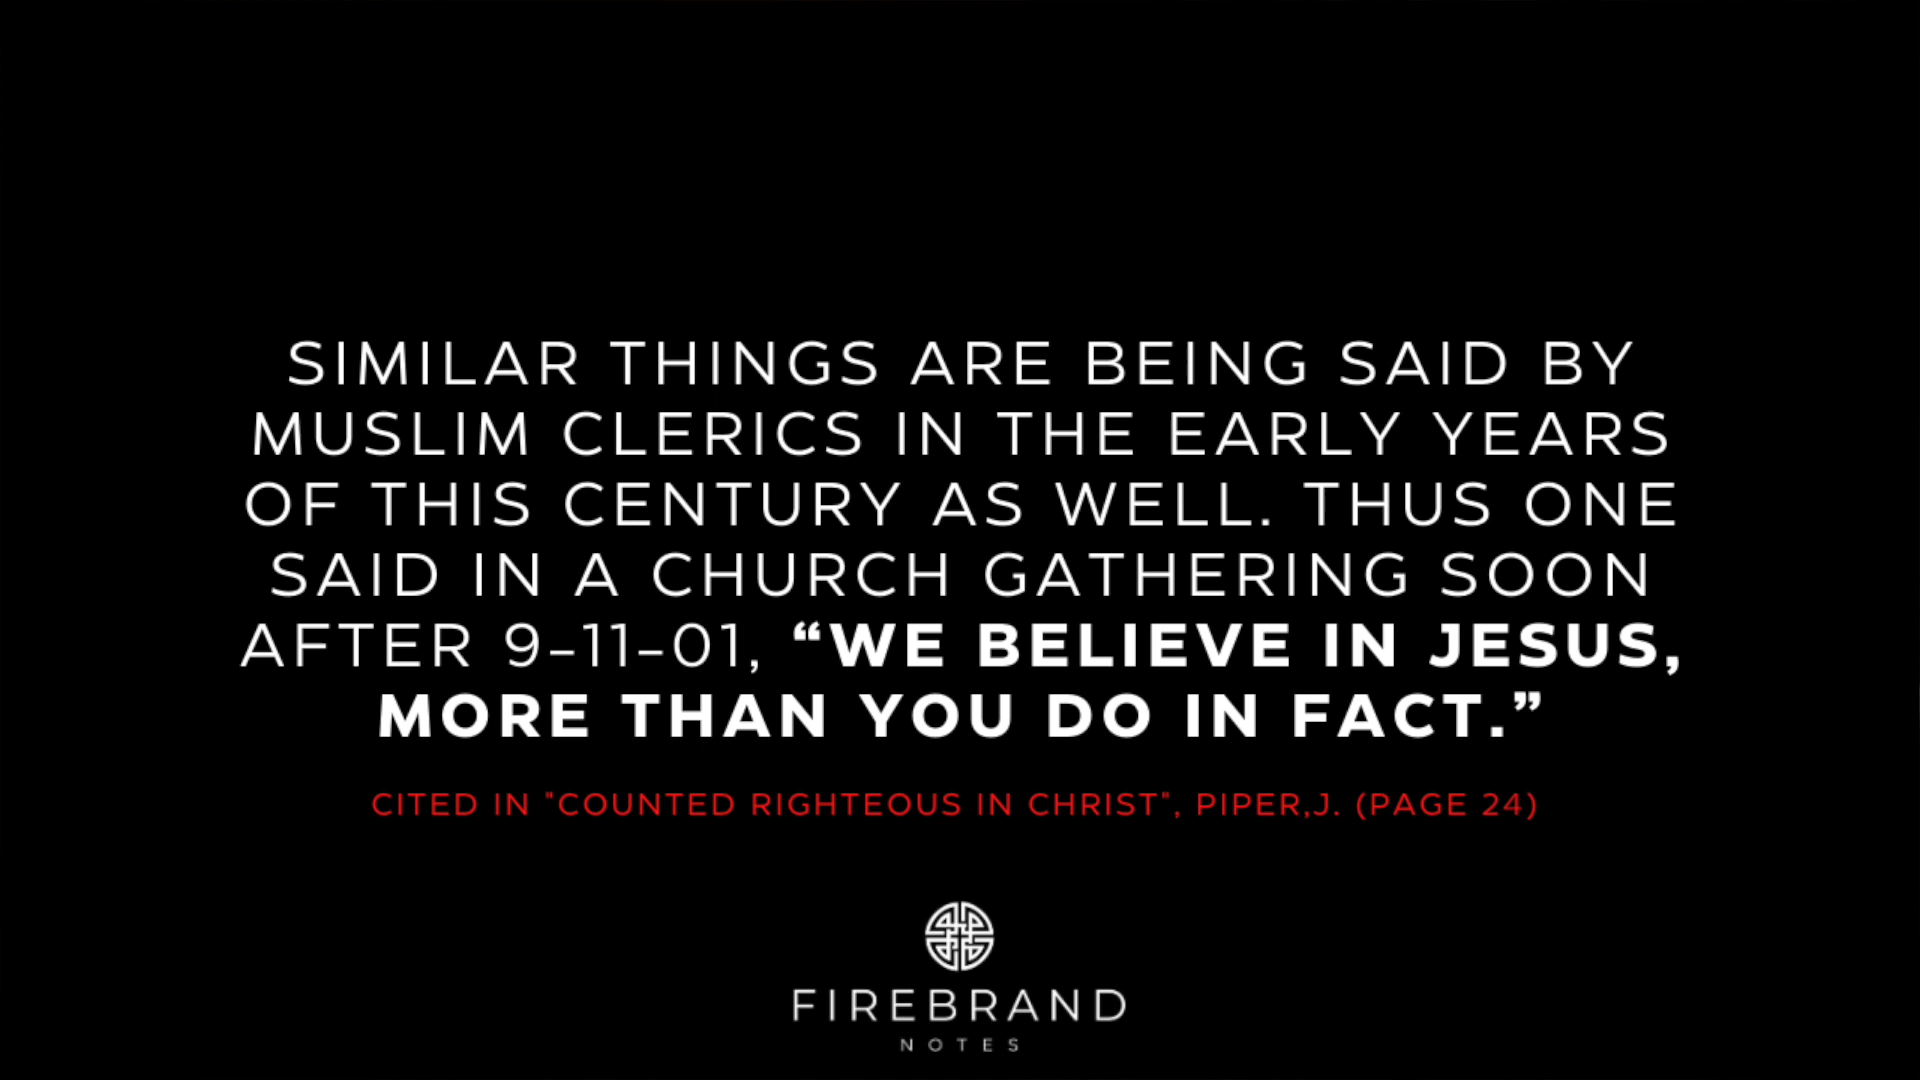 SIMILAR THINGS ARE BEING SAID BY
MUSLIM CLERICS IN THE EARLY YEARS
OF THIS CENTURY AS WELL. THUS ONE
SAID IN A CHURCH GATHERING SOON
AFTER 9-11-01, “WE BELIEVE IN JESUS,
MORE THAN YOU DO IN FACT.”
CITED IN "COUNTED RIGHTEOUS IN CHRIST", PIPER,J. (PAGE 24)
FIREBRAND
NOTES